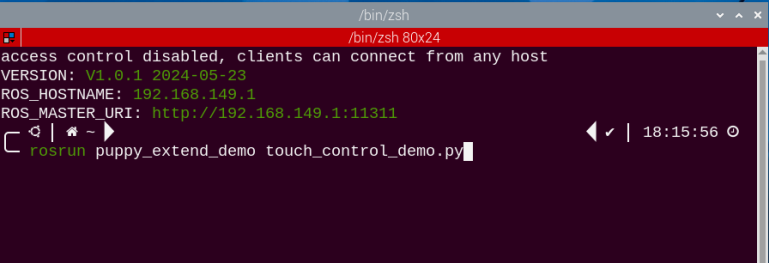 /bin/zsh
/bin/zsh 80x24
access control disabled, clients can connect from any host
VERSION: V1.0.1 2024-05-23
ROS_HOSTNAME: 192.168.149.1
ROS_MASTER_URI: http://192.168.149.1:11311
~ ✔ 18:15:56
rosrun puppy_extend_demo touch_control_demo.py